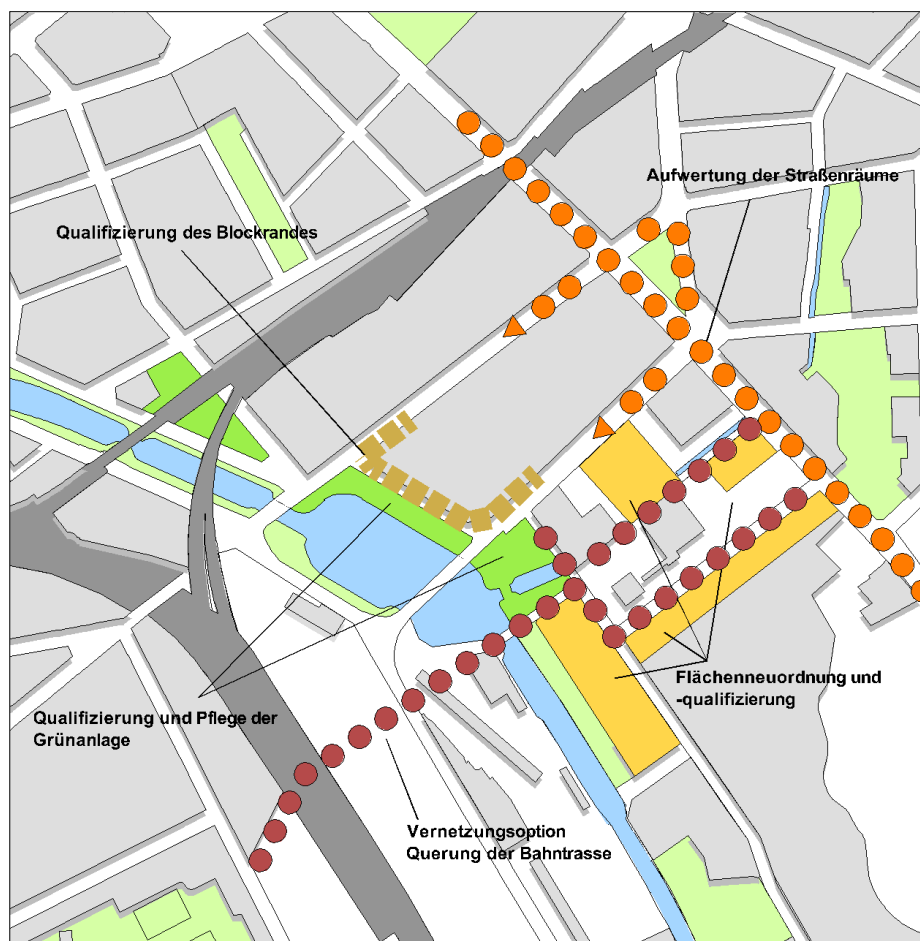 Aufwertung der Straßenräume
Qualifizierung des Blockrandes
Flächenneuordnung und
-qualifizierung
Qualifizierung und Pflege der
Grünanlage
Vernetzungsoption
Querung der Bahntrasse